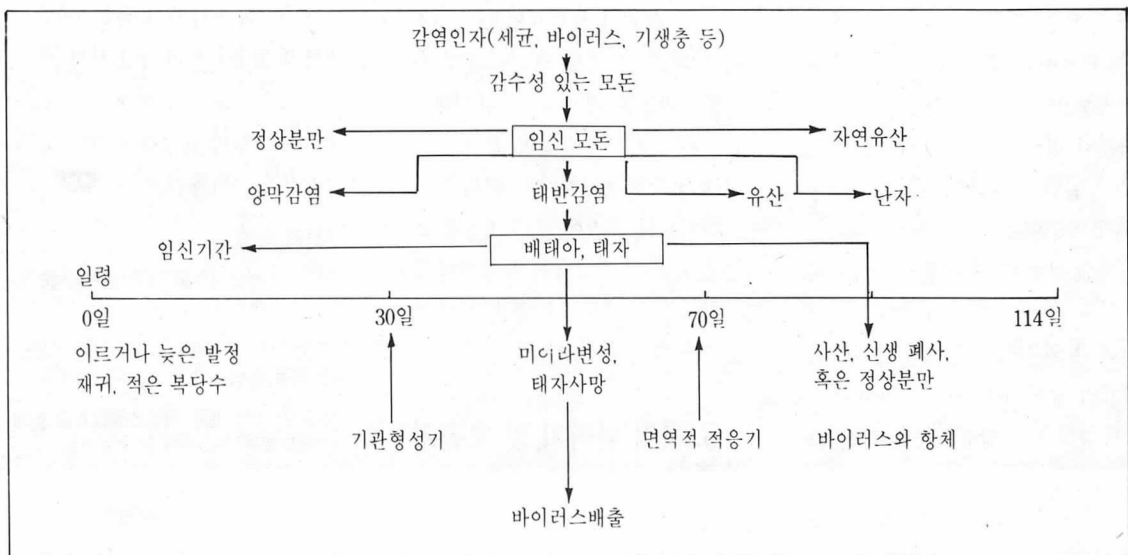 감염인자(세균, 바이러스, 기생충 등)
감수성 있는 모돈
정상분만
임신 모돈
자연유산
양막감염
태반감염
유산
난자
임신기간
배태아, 태자
일령
0일
30일
70일
114일
이르거나 늦은 발정
재귀, 적은 복당수
미이라변성,
태자사망
사산, 신생 폐사,
혹은 정상분만
기관형성기
면역적 적응기
바이러스와 항체
바이러스배출